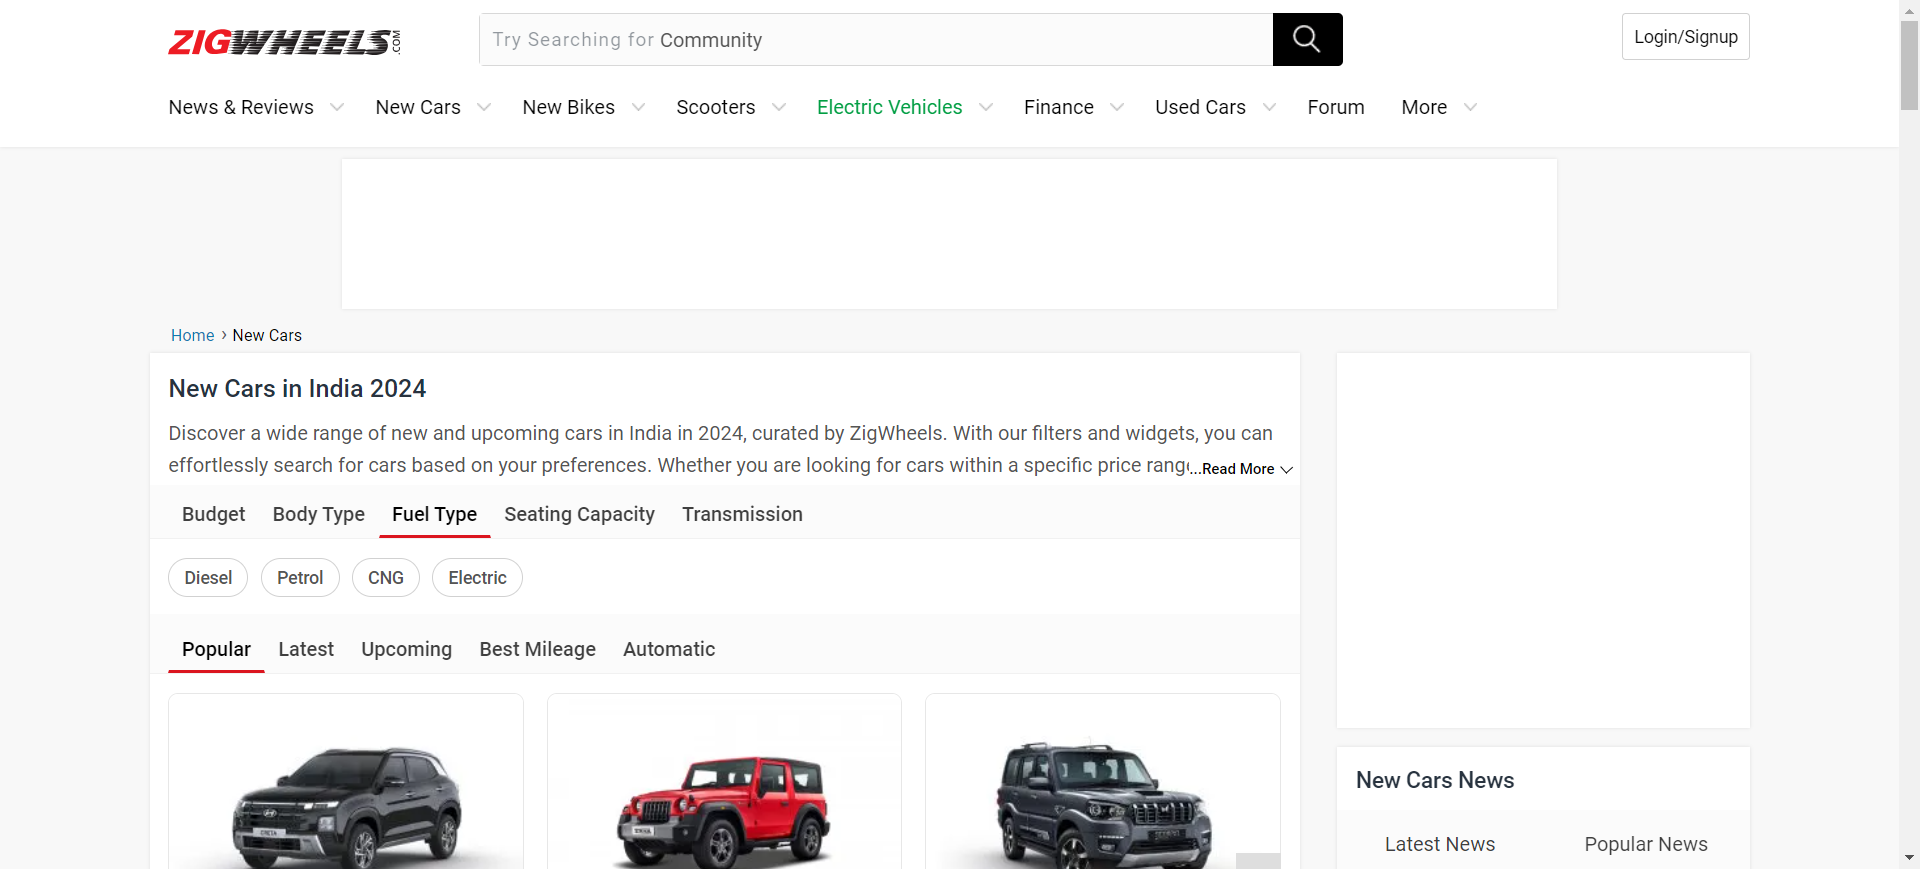 ZIGWHEELS.COM
Try Searching for Community
Login/Signup
News & Reviews New Cars New Bikes Scooters Electric Vehicles Finance Used Cars Forum More
Home › New Cars
New Cars in India 2024
Discover a wide range of new and upcoming cars in India in 2024, curated by ZigWheels. With our filters and widgets, you can
effortlessly search for cars based on your preferences. Whether you are looking for cars within a specific price rang ...Read More
Budget Body Type Fuel Type Seating Capacity Transmission
Diesel Petrol CNG Electric
Popular Latest Upcoming Best Mileage Automatic
CRETA
New Cars News
Latest News Popular News